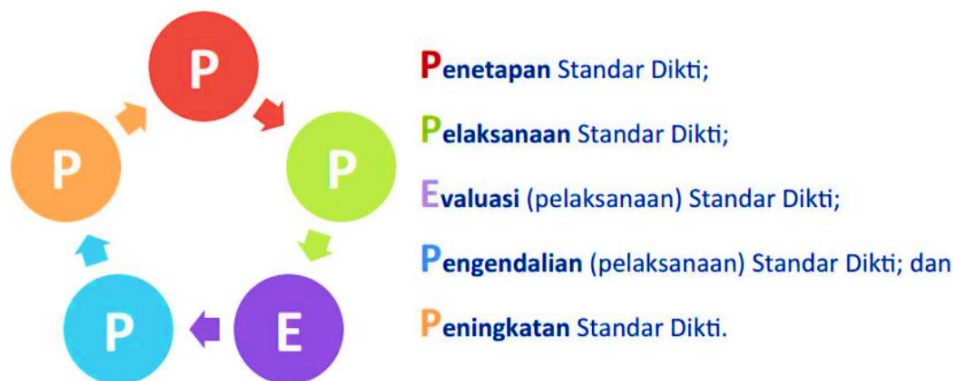 P
P
P
P
E
Penetapan Standar Dikti;
Pelaksanaan Standar Dikti;
Evaluasi (pelaksanaan) Standar Dikti;
Pengendalian (pelaksanaan) Standar Dikti; dan
Peningkatan Standar Dikti.